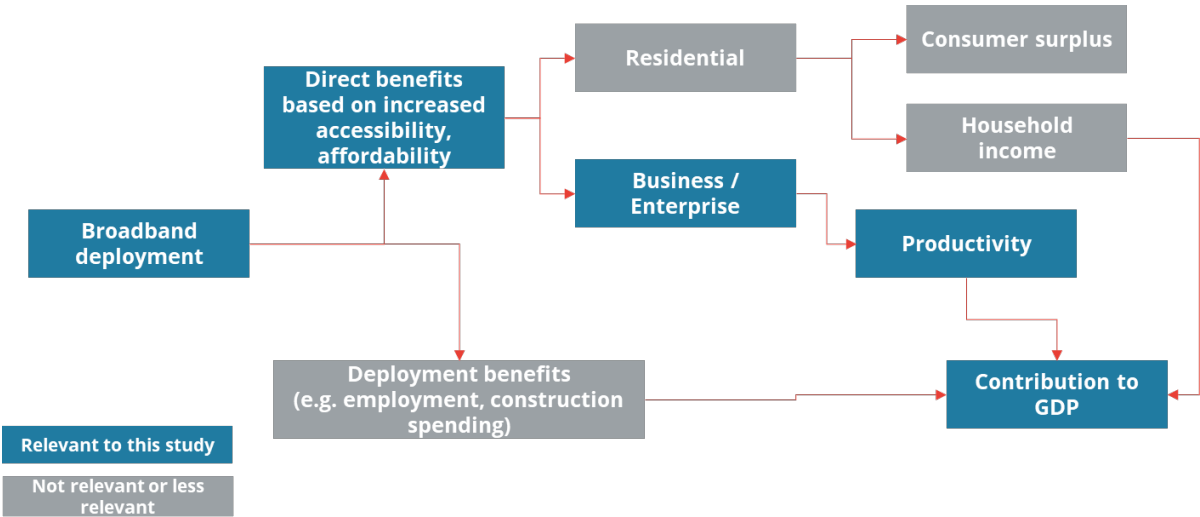 Consumer surplus
Residential
Direct benefits
based on increased
accessibility,
affordability
Household
income
Business /
Enterprise
Broadband
deployment
Productivity
Deployment benefits
(e.g. employment, construction
spending)
Contribution to
GDP
Relevant to this study
Not relevant or less
relevant